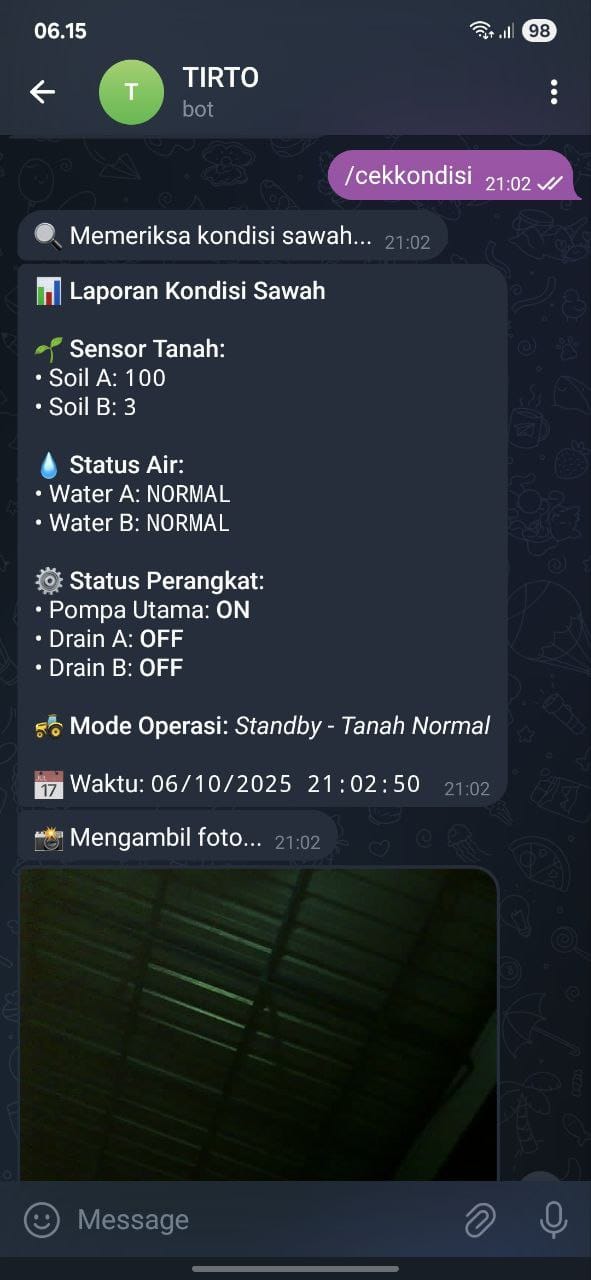 06.15
98
T
TIRTO
bot
/cekkondisi 21:02
🔍 Memeriksa kondisi sawah... 21:02
📊 Laporan Kondisi Sawah
🌱 Sensor Tanah:
• Soil A: 100
• Soil B: 3
💧 Status Air:
• Water A: NORMAL
• Water B: NORMAL
⚙️ Status Perangkat:
• Pompa Utama: ON
• Drain A: OFF
• Drain B: OFF
🚜 Mode Operasi: Standby - Tanah Normal
📅 Waktu: 06/10/2025 21:02:50 21:02
📸 Mengambil foto... 21:02
Message